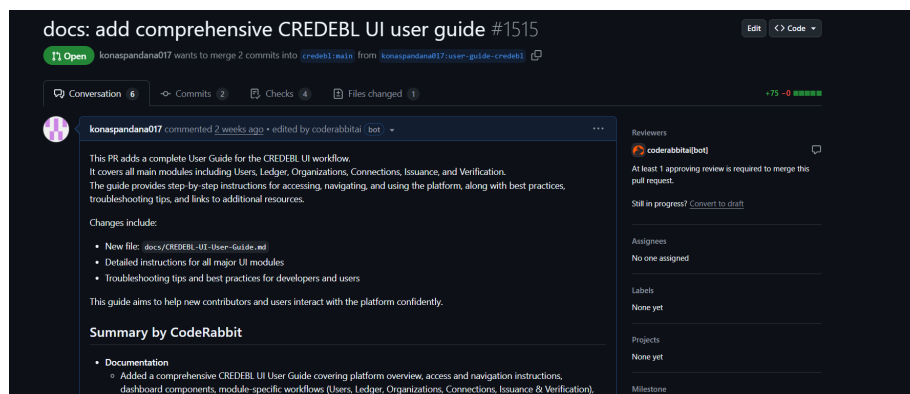 docs: add comprehensive CREDEBL UI user guide #1515
Edit
<> Code
Open
konaspandana017 wants to merge 2 commits into credebl:main from konaspandana017:user-guide-credebl
Conversation 6
Commits 2
Checks 4
Files changed 1
+75 −0
konaspandana017 commented 2 weeks ago • edited by coderabbitai bot
This PR adds a complete User Guide for the CREDEBL UI workflow.
It covers all main modules including Users, Ledger, Organizations, Connections, Issuance, and Verification.
The guide provides step-by-step instructions for accessing, navigating, and using the platform, along with best practices,
troubleshooting tips, and links to additional resources.
Changes include:
• New file: docs/CREDEBL-UI-User-Guide.md
• Detailed instructions for all major UI modules
• Troubleshooting tips and best practices for developers and users
This guide aims to help new contributors and users interact with the platform confidently.
Summary by CodeRabbit
• Documentation
○ Added a comprehensive CREDEBL UI User Guide covering platform overview, access and navigation instructions,
dashboard components, module-specific workflows (Users, Ledger, Organizations, Connections, Issuance & Verification),
Reviewers
coderabbitai[bot]
At least 1 approving review is required to merge this
pull request.
Still in progress? Convert to draft
Assignees
No one assigned
Labels
None yet
Projects
None yet
Milestone